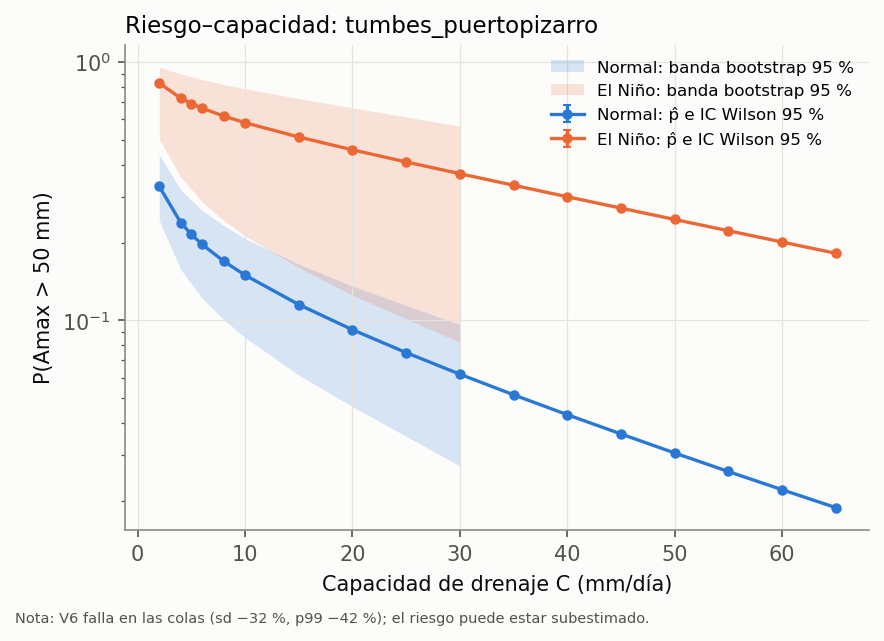 Riesgo–capacidad: tumbes_puertopizarro
Normal: banda bootstrap 95 %
El Niño: banda bootstrap 95 %
Normal: p̂ e IC Wilson 95 %
El Niño: p̂ e IC Wilson 95 %
P(Amax > 50 mm)
10⁰
10⁻¹
0 10 20 30 40 50 60
Capacidad de drenaje C (mm/día)
Nota: V6 falla en las colas (sd −32 %, p99 −42 %); el riesgo puede estar subestimado.